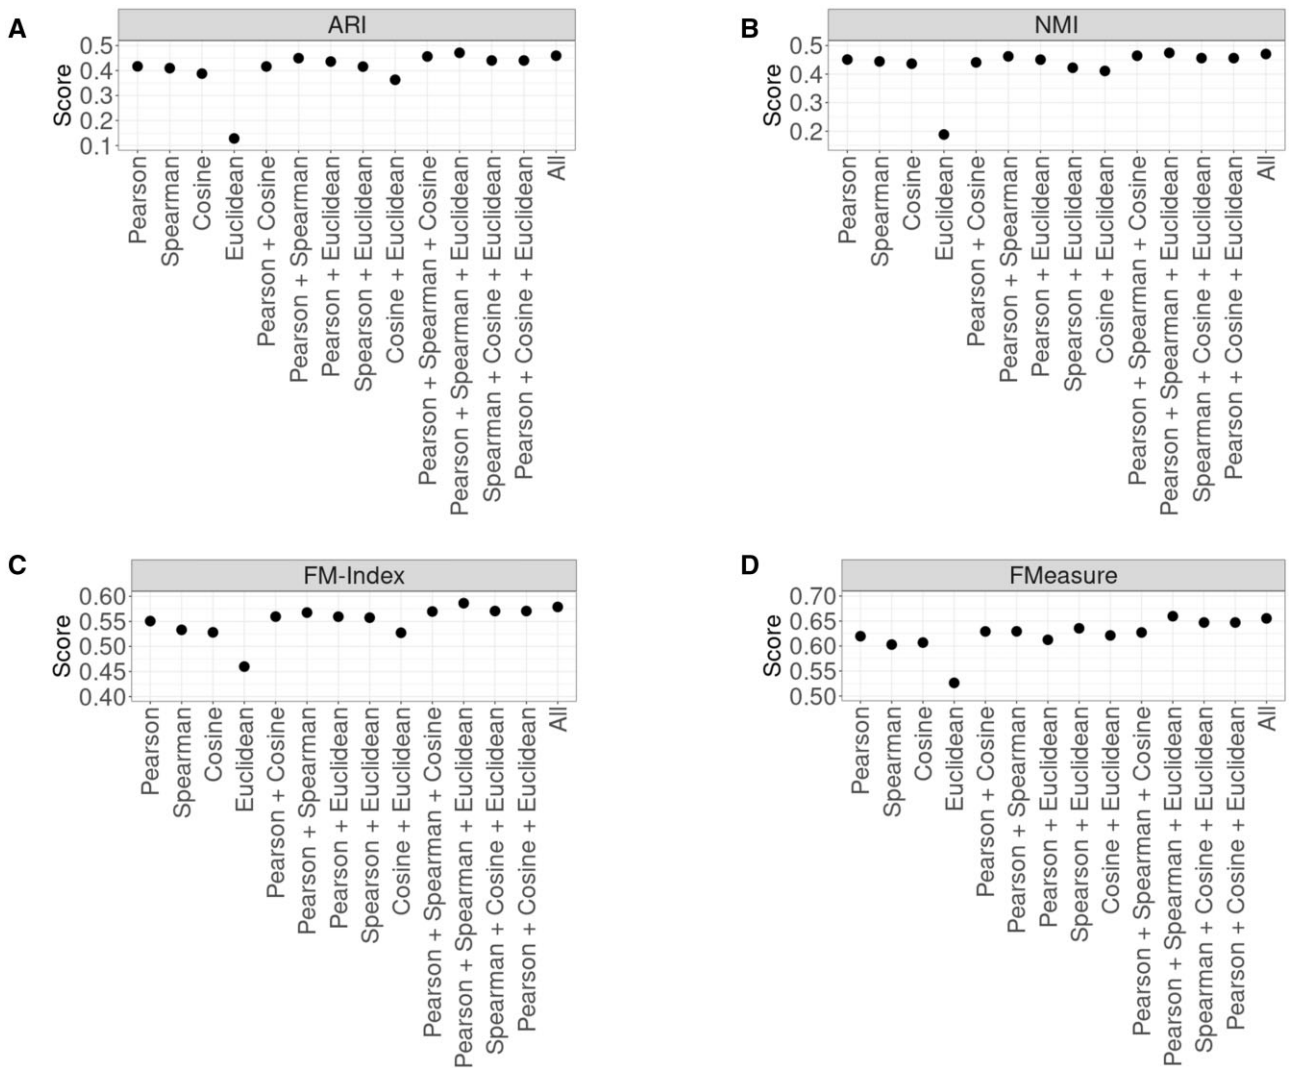 A
ARI
Score
0.5
0.4
0.3
0.2
0.1
Pearson
Spearman
Cosine
Euclidean
Pearson + Cosine
Pearson + Spearman
Pearson + Euclidean
Spearson + Euclidean
Cosine + Euclidean
Pearson + Spearman + Cosine
Pearson + Spearman + Euclidean
Spearman + Cosine + Euclidean
Pearson + Cosine + Euclidean
All
B
NMI
Score
0.5
0.4
0.3
0.2
Pearson
Spearman
Cosine
Euclidean
Pearson + Cosine
Pearson + Spearman
Pearson + Euclidean
Spearson + Euclidean
Cosine + Euclidean
Pearson + Spearman + Cosine
Pearson + Spearman + Euclidean
Spearman + Cosine + Euclidean
Pearson + Cosine + Euclidean
All
C
FM-Index
Score
0.60
0.55
0.50
0.45
0.40
Pearson
Spearman
Cosine
Euclidean
Pearson + Cosine
Pearson + Spearman
Pearson + Euclidean
Spearson + Euclidean
Cosine + Euclidean
Pearson + Spearman + Cosine
Pearson + Spearman + Euclidean
Spearman + Cosine + Euclidean
Pearson + Cosine + Euclidean
All
D
FMeasure
Score
0.70
0.65
0.60
0.55
0.50
Pearson
Spearman
Cosine
Euclidean
Pearson + Cosine
Pearson + Spearman
Pearson + Euclidean
Spearson + Euclidean
Cosine + Euclidean
Pearson + Spearman + Cosine
Pearson + Spearman + Euclidean
Spearman + Cosine + Euclidean
Pearson + Cosine + Euclidean
All